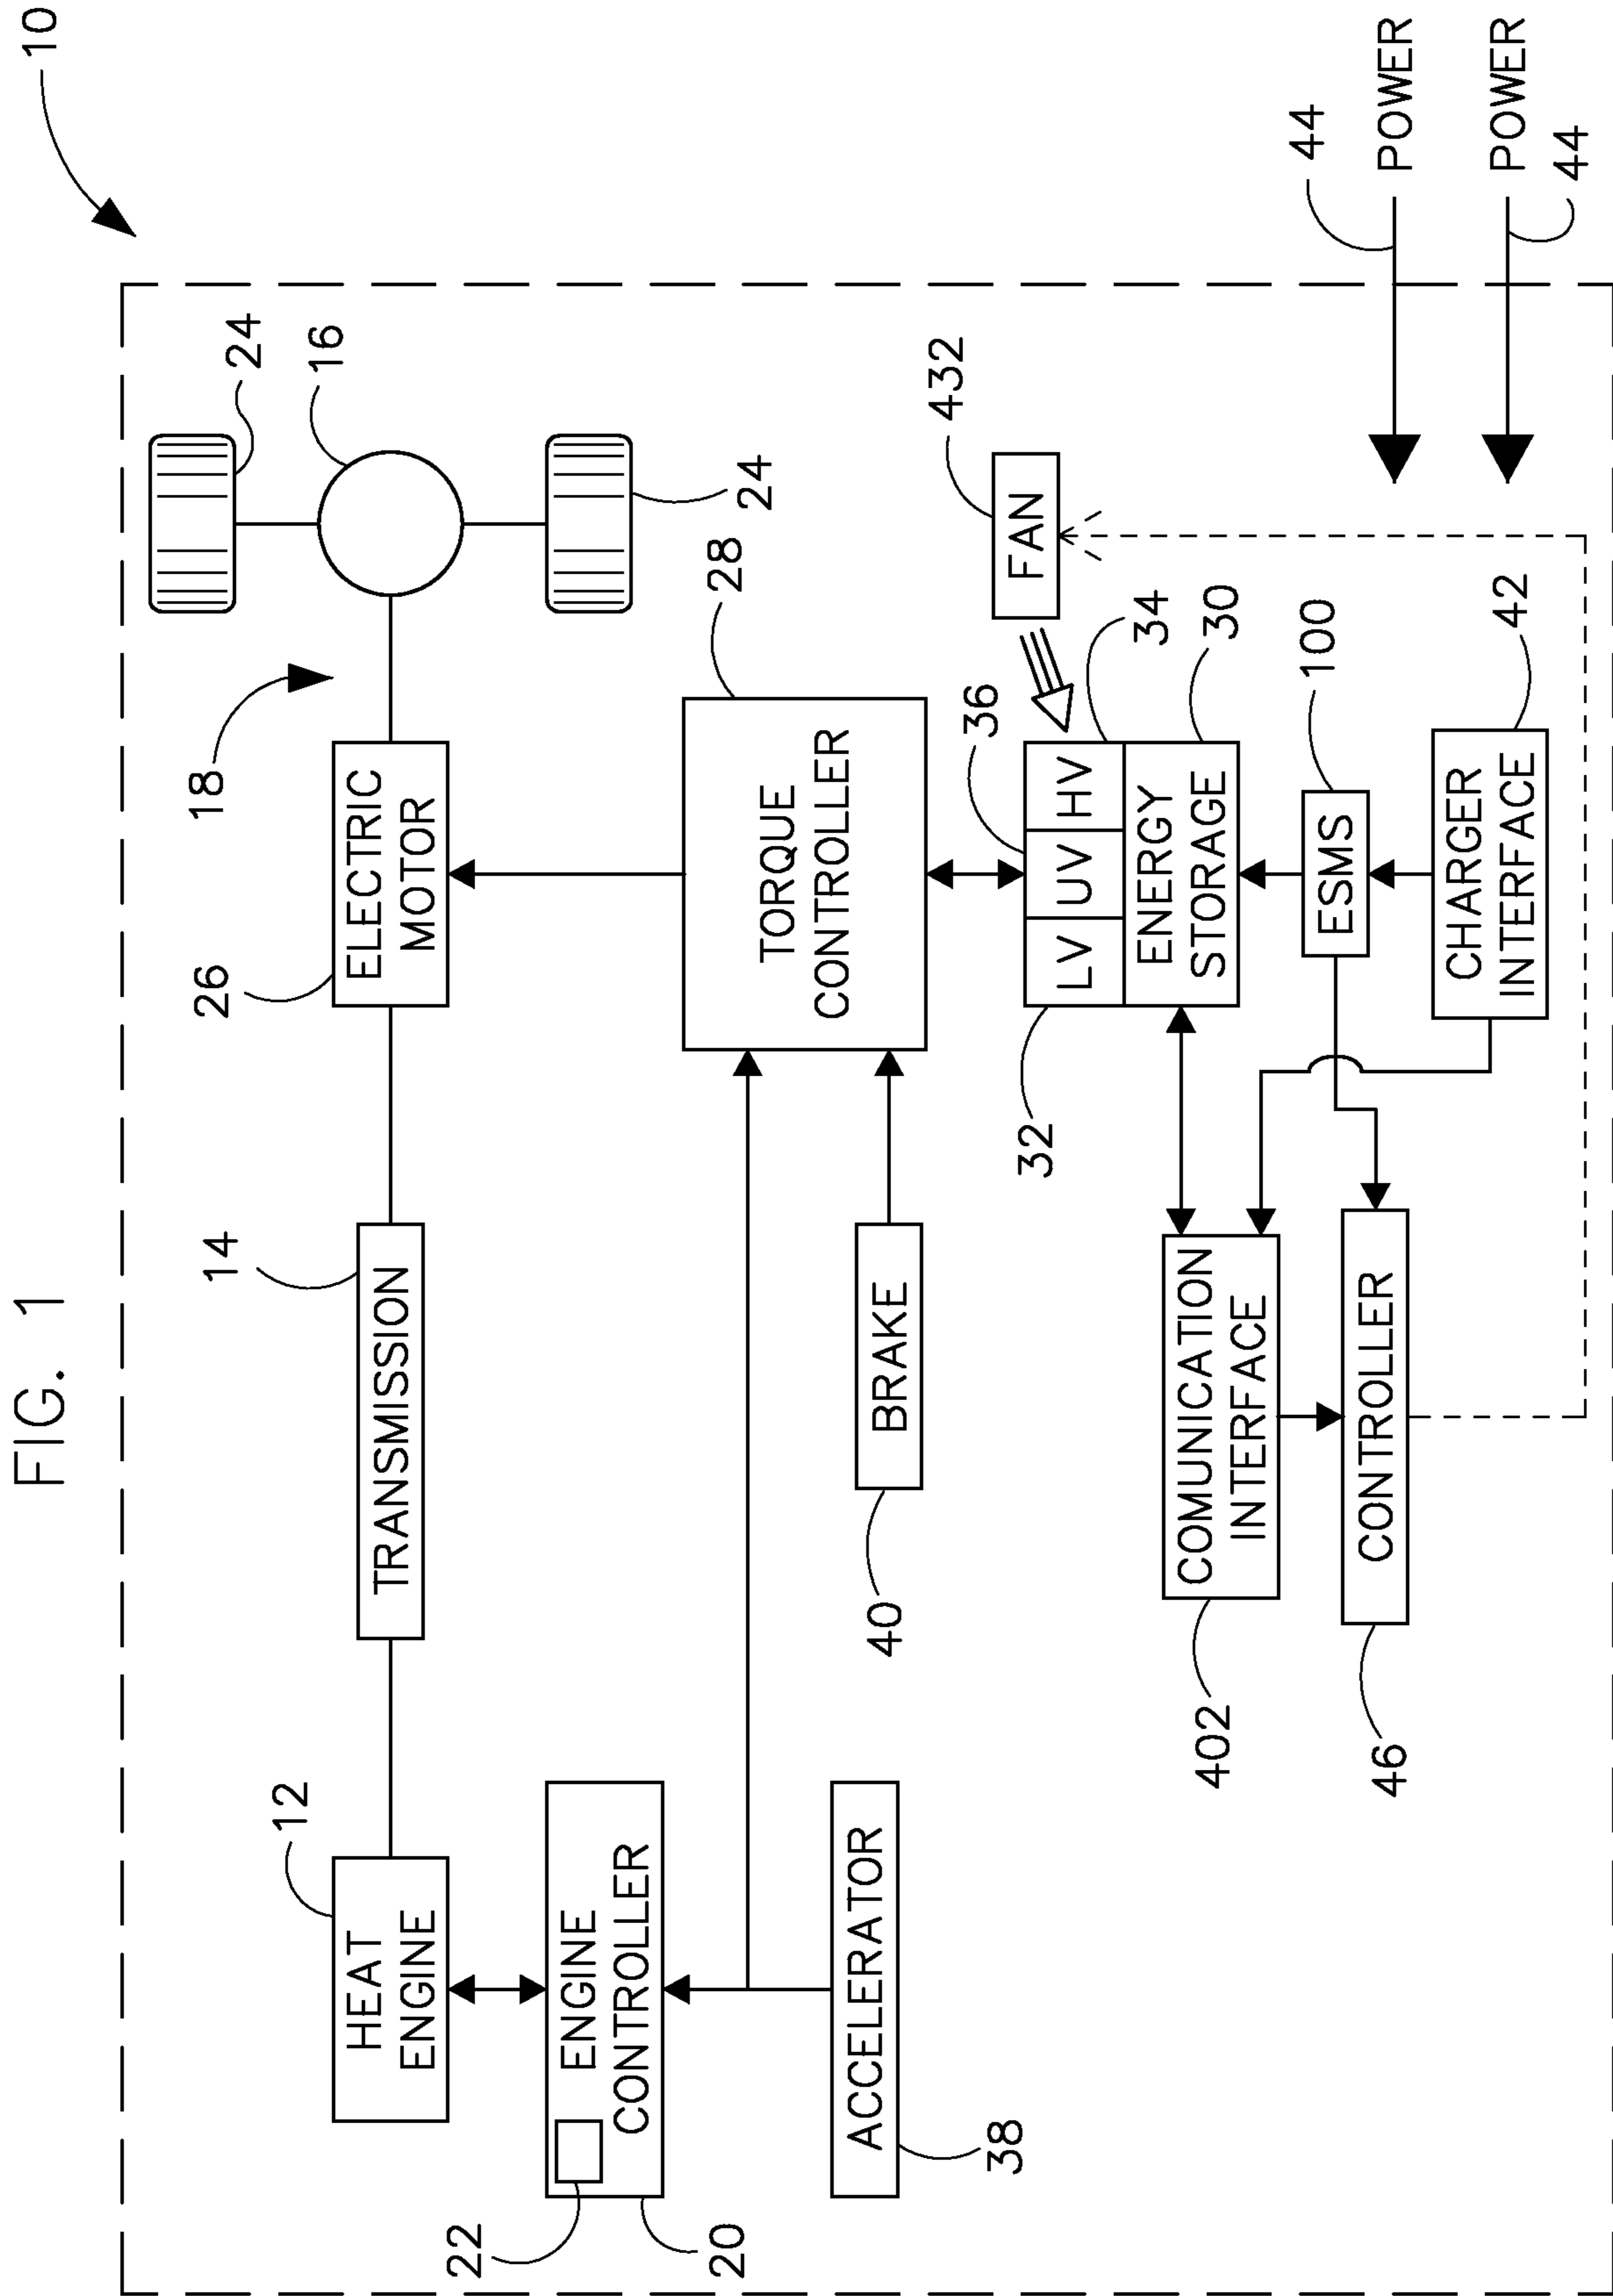 FIG. 1
10
HEAT
ENGINE
12
TRANSMISSION
14
26
ELECTRIC
MOTOR
18
16
24
24
22
20
ENGINE
CONTROLLER
TORQUE
CONTROLLER
28
ACCELERATOR
38
BRAKE
40
32
LV
UV
HV
36
34
ENERGY
STORAGE
30
FAN
432
COMUNICATION
INTERFACE
402
ESMS
100
CONTROLLER
46
CHARGER
INTERFACE
42
44
POWER
POWER
44